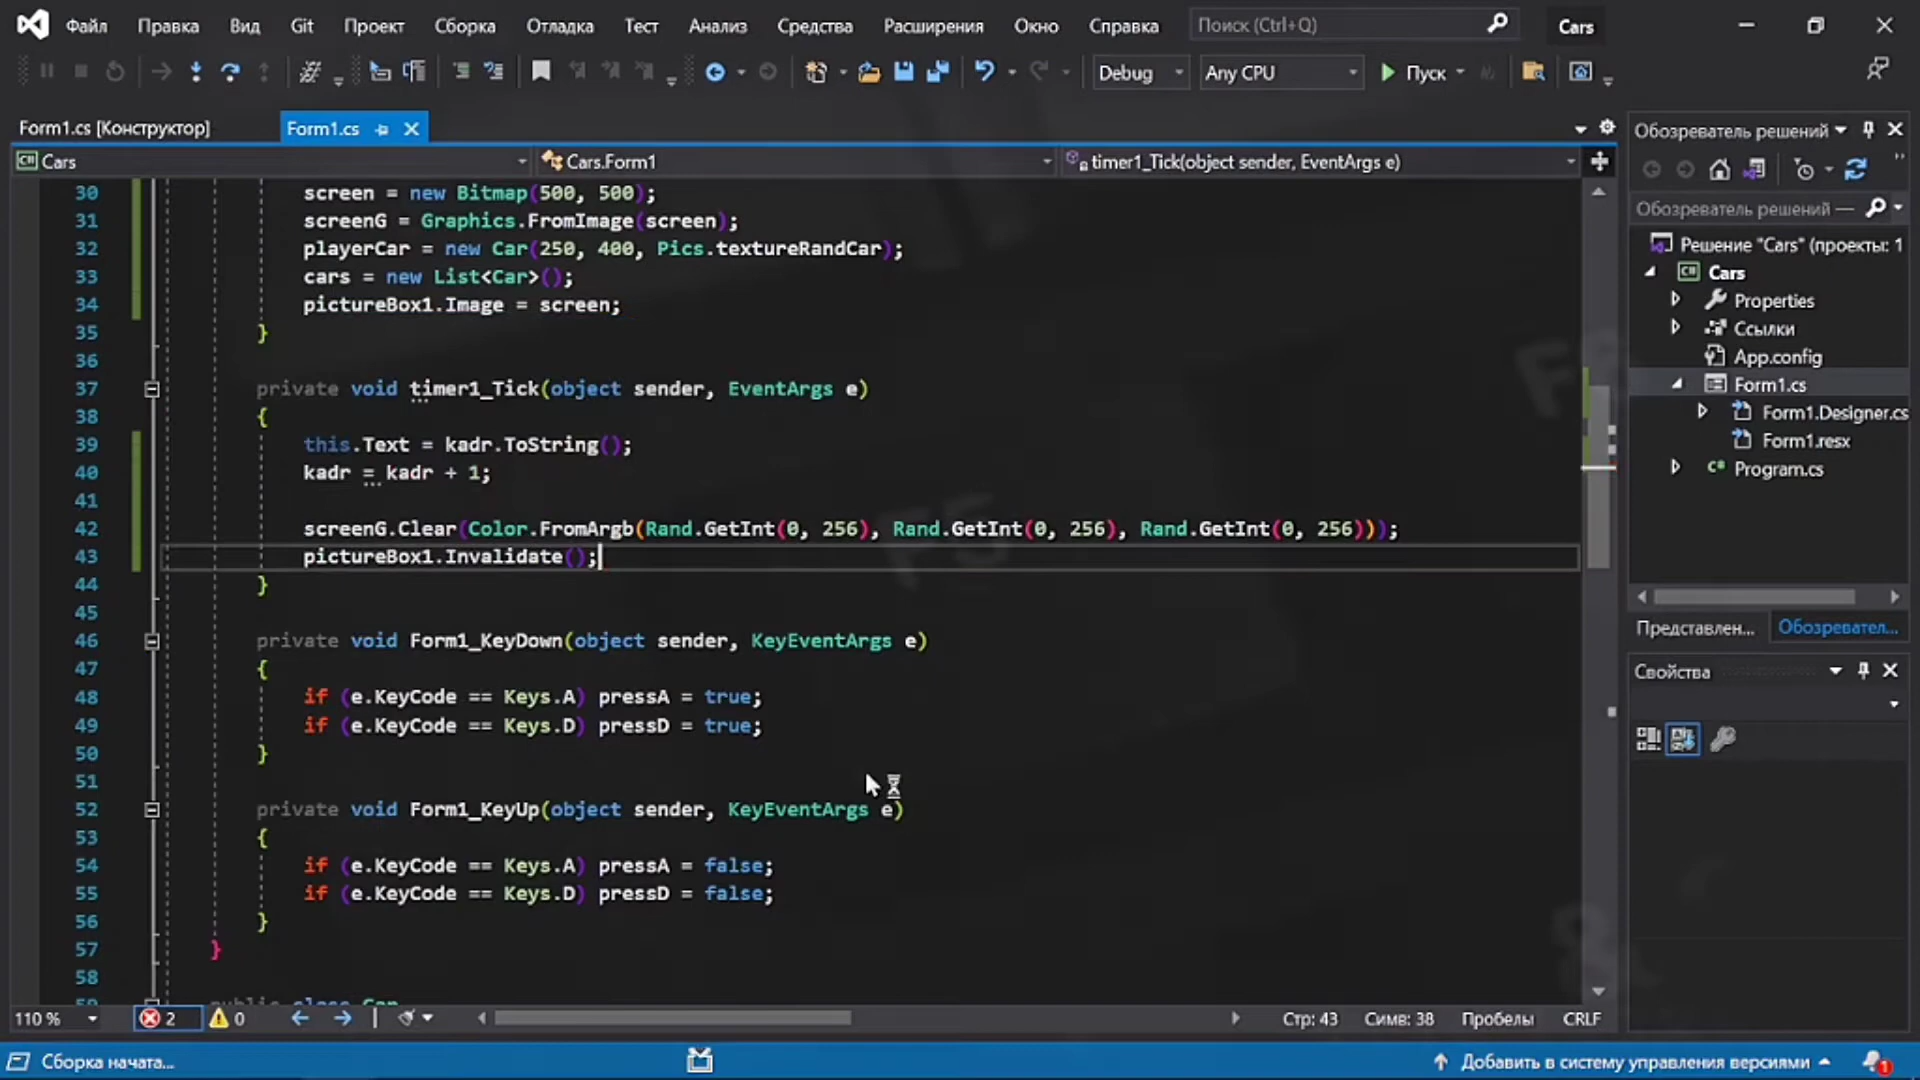 Файл Правка Вид Git Проект Сборка Отладка Тест Анализ Средства Расширения Окно Справка Поиск (Ctrl+Q) Cars
Debug Any CPU Пуск
Form1.cs [Конструктор] Form1.cs
Cars Cars.Form1 timer1_Tick(object sender, EventArgs e)
30 screen = new Bitmap(500, 500);
31 screenG = Graphics.FromImage(screen);
32 playerCar = new Car(250, 400, Pics.textureRandCar);
33 cars = new List<Car>();
34 pictureBox1.Image = screen;
35 }
36
37 private void timer1_Tick(object sender, EventArgs e)
38 {
39 this.Text = kadr.ToString();
40 kadr = kadr + 1;
41
42 screenG.Clear(Color.FromArgb(Rand.GetInt(0, 256), Rand.GetInt(0, 256), Rand.GetInt(0, 256)));
43 pictureBox1.Invalidate();
44 }
45
46 private void Form1_KeyDown(object sender, KeyEventArgs e)
47 {
48 if (e.KeyCode == Keys.A) pressA = true;
49 if (e.KeyCode == Keys.D) pressD = true;
50 }
51
52 private void Form1_KeyUp(object sender, KeyEventArgs e)
53 {
54 if (e.KeyCode == Keys.A) pressA = false;
55 if (e.KeyCode == Keys.D) pressD = false;
56 }
57 }
58
59 public class Car
F5
F8
&
110 % 2 0 Стр: 43 Симв: 38 Пробелы CRLF
Обозреватель решений
Обозреватель решений —
Решение "Cars" (проекты: 1
Cars
Properties
Ссылки
App.config
Form1.cs
Form1.Designer.cs
Form1.resx
Program.cs
Представлен... Обозревател...
Свойства
Сборка начата... Добавить в систему управления версиями 1